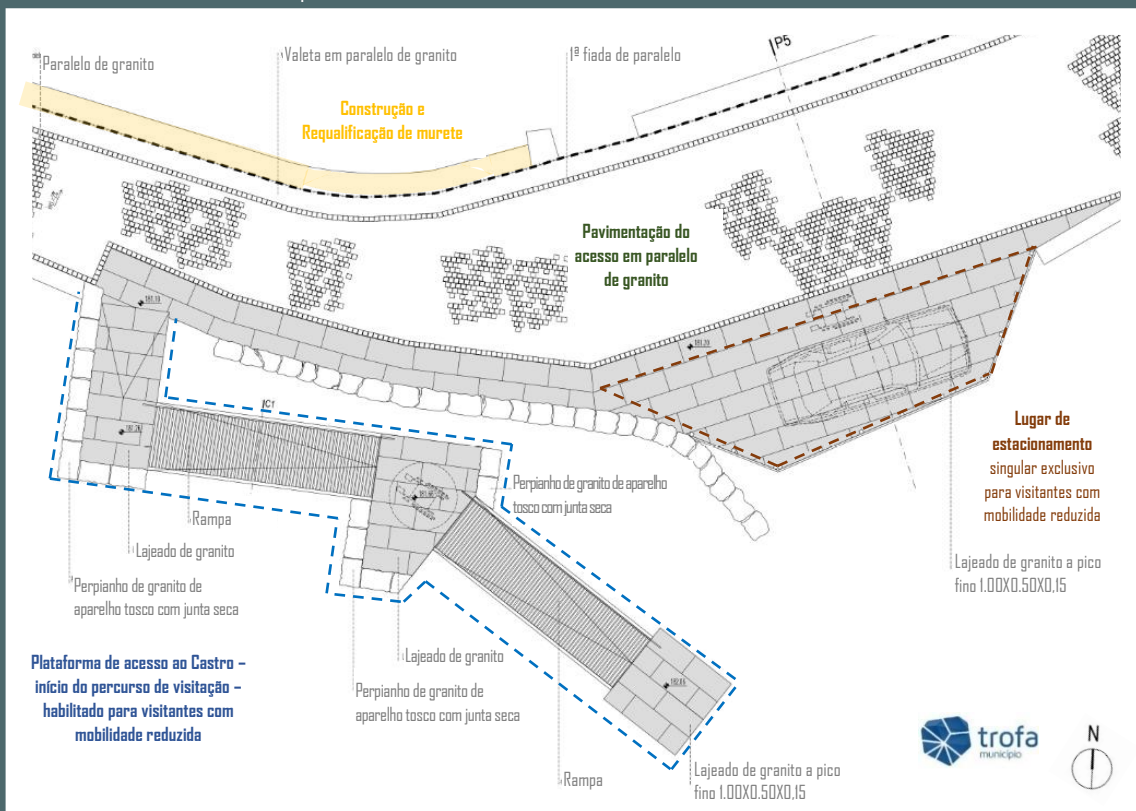 Paralelo de granito
Valeta em paralelo de granito
1ª fiada de paralelo
P5
Construção e
Requalificação de murete
Pavimentação do
acesso em paralelo
de granito
181.20
C1
Lugar de
estacionamento
singular exclusivo
para visitantes com
mobilidade reduzida
Perpianho de granito de aparelho
tosco com junta seca
Rampa
Lajeado de granito
Perpianho de granito de
aparelho tosco com junta seca
Lajeado de granito a pico
fino 1.00X0.50X0,15
Plataforma de acesso ao Castro –
início do percurso de visitação –
habilitado para visitantes com
mobilidade reduzida
Lajeado de granito
Perpianho de granito de
aparelho tosco com junta seca
Rampa
Lajeado de granito a pico
fino 1.00X0.50X0,15
trofa
município
N